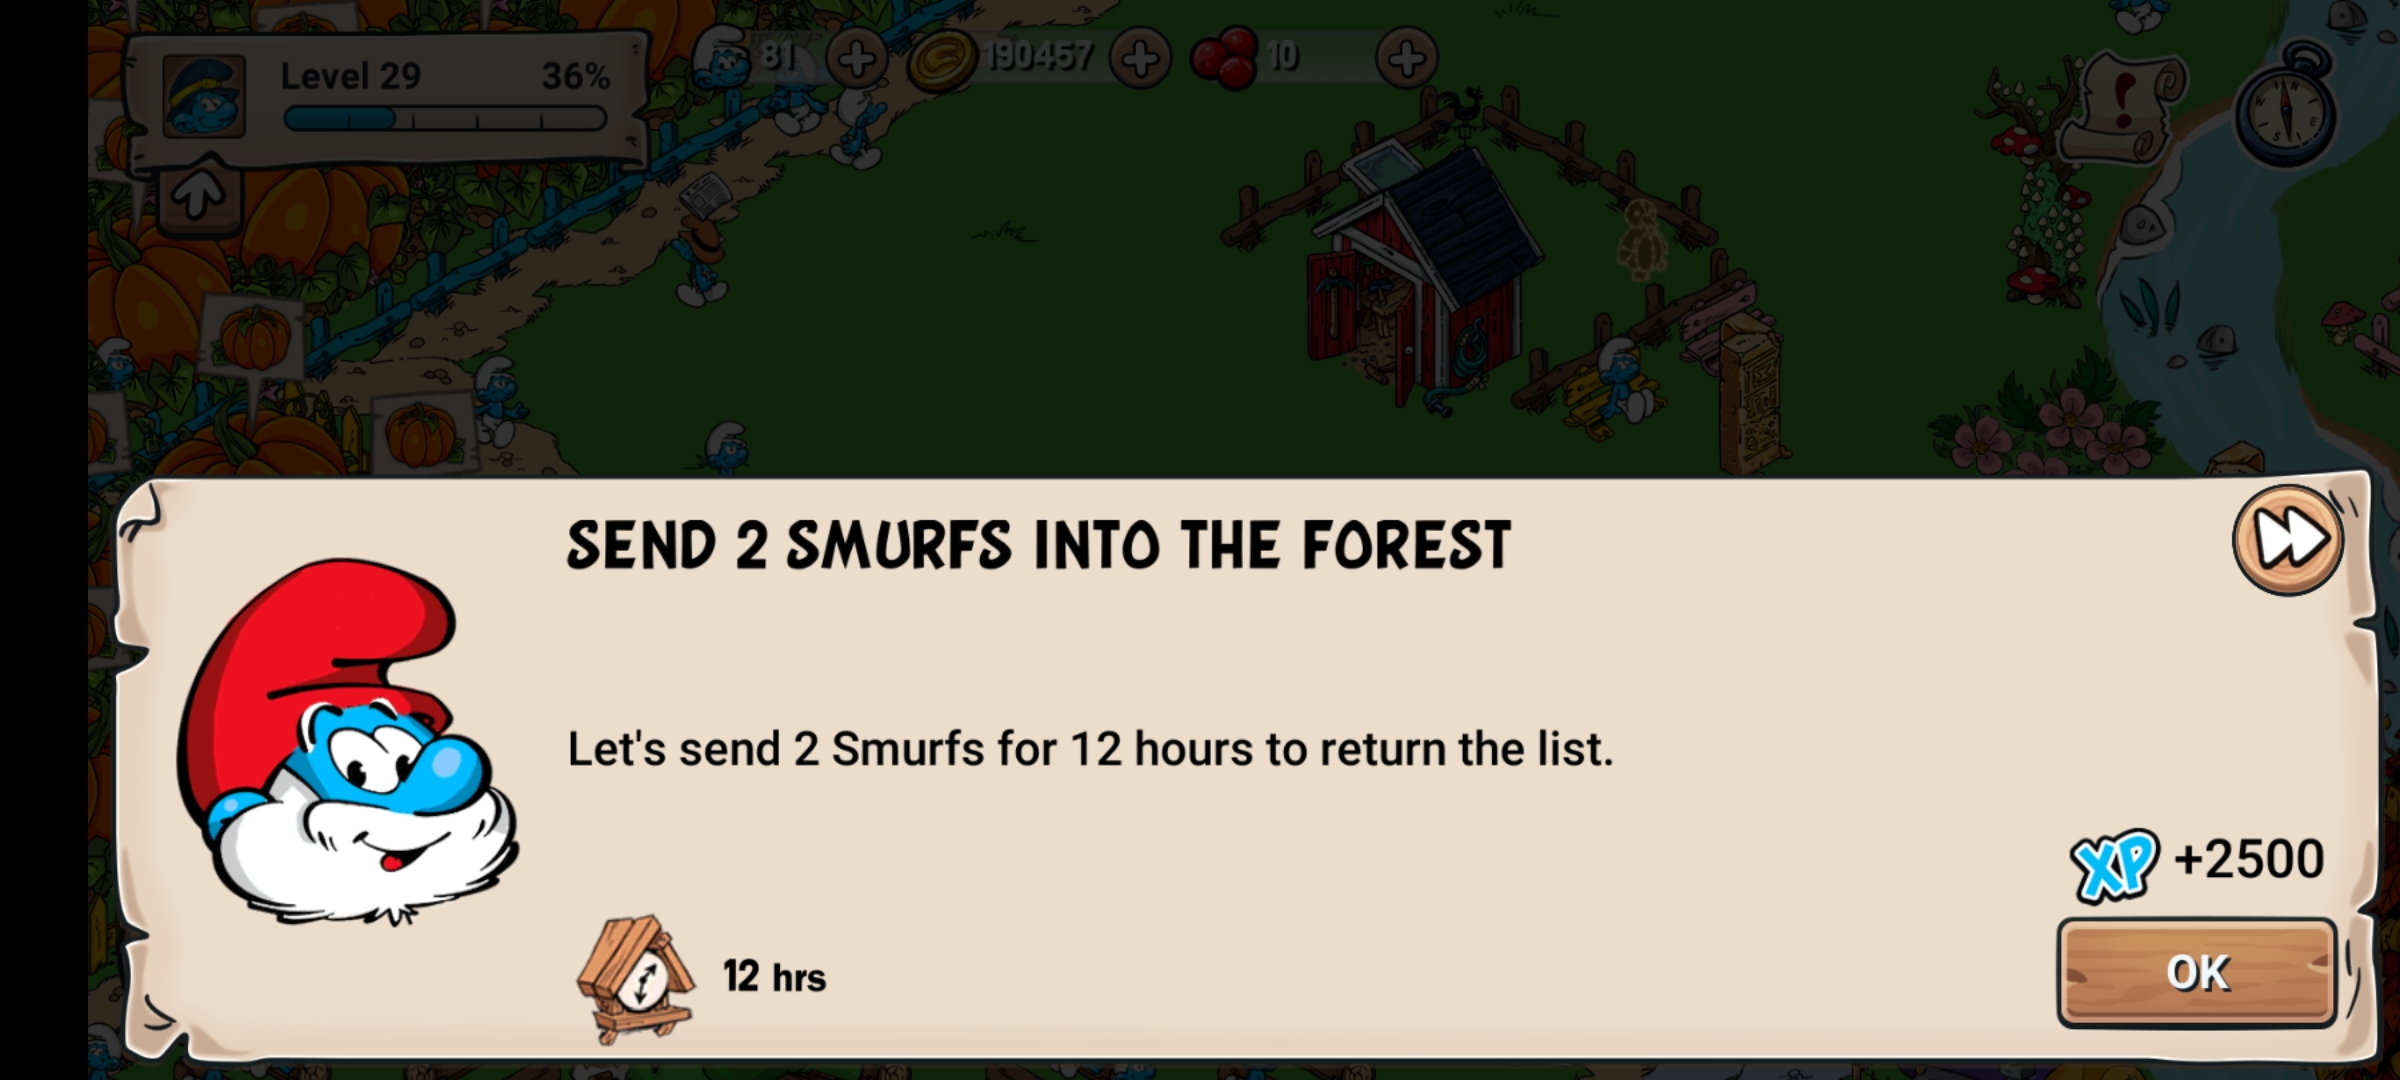 Level 29 36%
81
190457
10
SEND 2 SMURFS INTO THE FOREST
Let's send 2 Smurfs for 12 hours to return the list.
XP +2500
12 hrs
OK